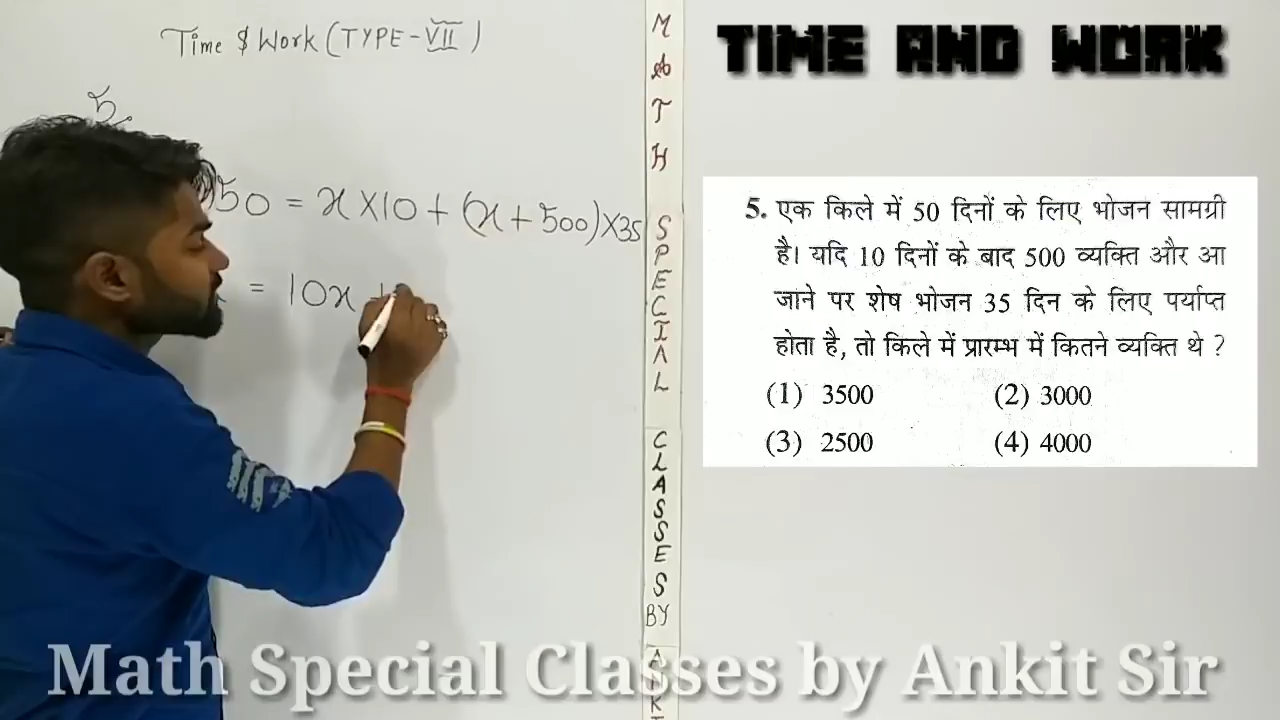 Time & Work (TYPE-VII)
5.
50 = x × 10 + (x + 500) × 35
= 10x +
MATH SPECIAL CLASSES BY ANKIT
TIME AND WORK
5. एक किले में 50 दिनों के लिए भोजन सामग्री
है। यदि 10 दिनों के बाद 500 व्यक्ति और आ
जाने पर शेष भोजन 35 दिन के लिए पर्याप्त
होता है, तो किले में प्रारम्भ में कितने व्यक्ति थे ?
(1) 3500 (2) 3000
(3) 2500 (4) 4000
Math Special Classes by Ankit Sir